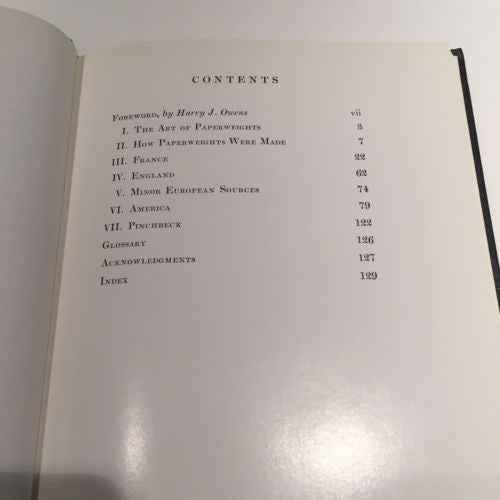 CONTENTS
Foreword, by Harry J. Owens vii
I. The Art of Paperweights 3
II. How Paperweights Were Made 7
III. France 22
IV. England 62
V. Minor European Sources 74
VI. America 79
VII. Pinchbeck 122
Glossary 126
Acknowledgments 127
Index 129